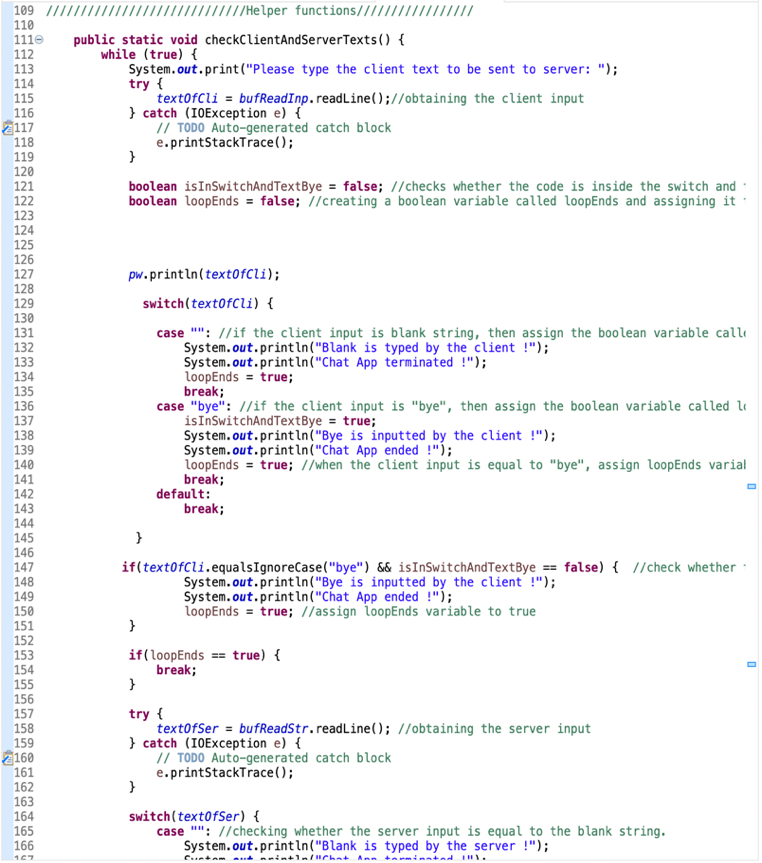 109 /////////////////////////////Helper functions/////////////////
110
111 public static void checkClientAndServerTexts() {
112 while (true) {
113 System.out.print("Please type the client text to be sent to server: ");
114 try {
115 textOfCli = bufReadInp.readLine();//obtaining the client input
116 } catch (IOException e) {
117 // TODO Auto-generated catch block
118 e.printStackTrace();
119 }
120
121 boolean isInSwitchAndTextBye = false; //checks whether the code is inside the switch and
122 boolean loopEnds = false; //creating a boolean variable called loopEnds and assigning it
123
124
125
126
127 pw.println(textOfCli);
128
129 switch(textOfCli) {
130
131 case "": //if the client input is blank string, then assign the boolean variable calle
132 System.out.println("Blank is typed by the client !");
133 System.out.println("Chat App terminated !");
134 loopEnds = true;
135 break;
136 case "bye": //if the client input is "bye", then assign the boolean variable called lo
137 isInSwitchAndTextBye = true;
138 System.out.println("Bye is inputted by the client !");
139 System.out.println("Chat App ended !");
140 loopEnds = true; //when the client input is equal to "bye", assign loopEnds variab
141 break;
142 default:
143 break;
144
145 }
146
147 if(textOfCli.equalsIgnoreCase("bye") && isInSwitchAndTextBye == false) { //check whether
148 System.out.println("Bye is inputted by the client !");
149 System.out.println("Chat App ended !");
150 loopEnds = true; //assign loopEnds variable to true
151 }
152
153 if(loopEnds == true) {
154 break;
155 }
156
157 try {
158 textOfSer = bufReadStr.readLine(); //obtaining the server input
159 } catch (IOException e) {
160 // TODO Auto-generated catch block
161 e.printStackTrace();
162 }
163
164 switch(textOfSer) {
165 case "": //checking whether the server input is equal to the blank string.
166 System.out.println("Blank is typed by the server !");
System.out.println("Chat App terminated !");